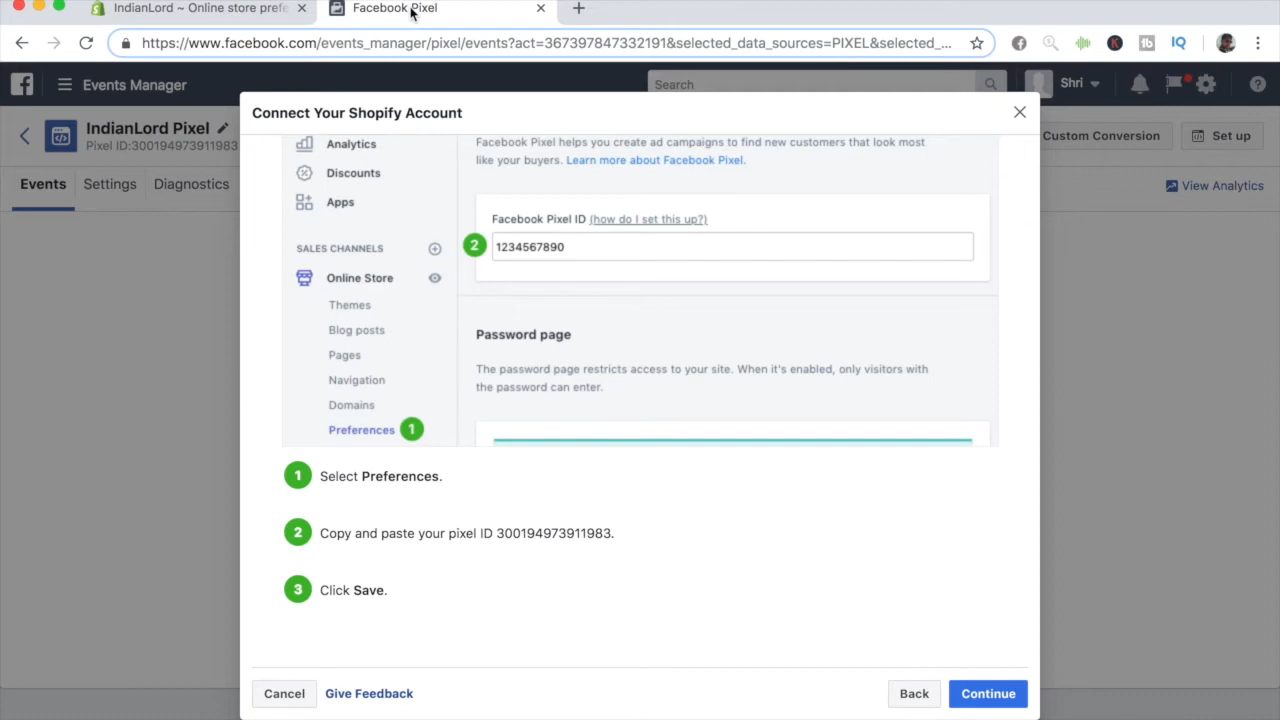 IndianLord ~ Online store prefe
Facebook Pixel
https://www.facebook.com/events_manager/pixel/events?act=367397847332191&selected_data_sources=PIXEL&selected_...
K
tb
IQ
Events Manager
Search
Shri
Connect Your Shopify Account
IndianLord Pixel
Pixel ID:300194973911983
Custom Conversion
Set up
Events
Settings
Diagnostics
View Analytics
Analytics
Discounts
Apps
SALES CHANNELS
Online Store
Themes
Blog posts
Pages
Navigation
Domains
Preferences
1
Facebook Pixel helps you create ad campaigns to find new customers that look most
like your buyers. Learn more about Facebook Pixel.
Facebook Pixel ID (how do I set this up?)
2
1234567890
Password page
The password page restricts access to your site. When it's enabled, only visitors with
the password can enter.
1 Select Preferences.
2 Copy and paste your pixel ID 300194973911983.
3 Click Save.
Cancel
Give Feedback
Back
Continue